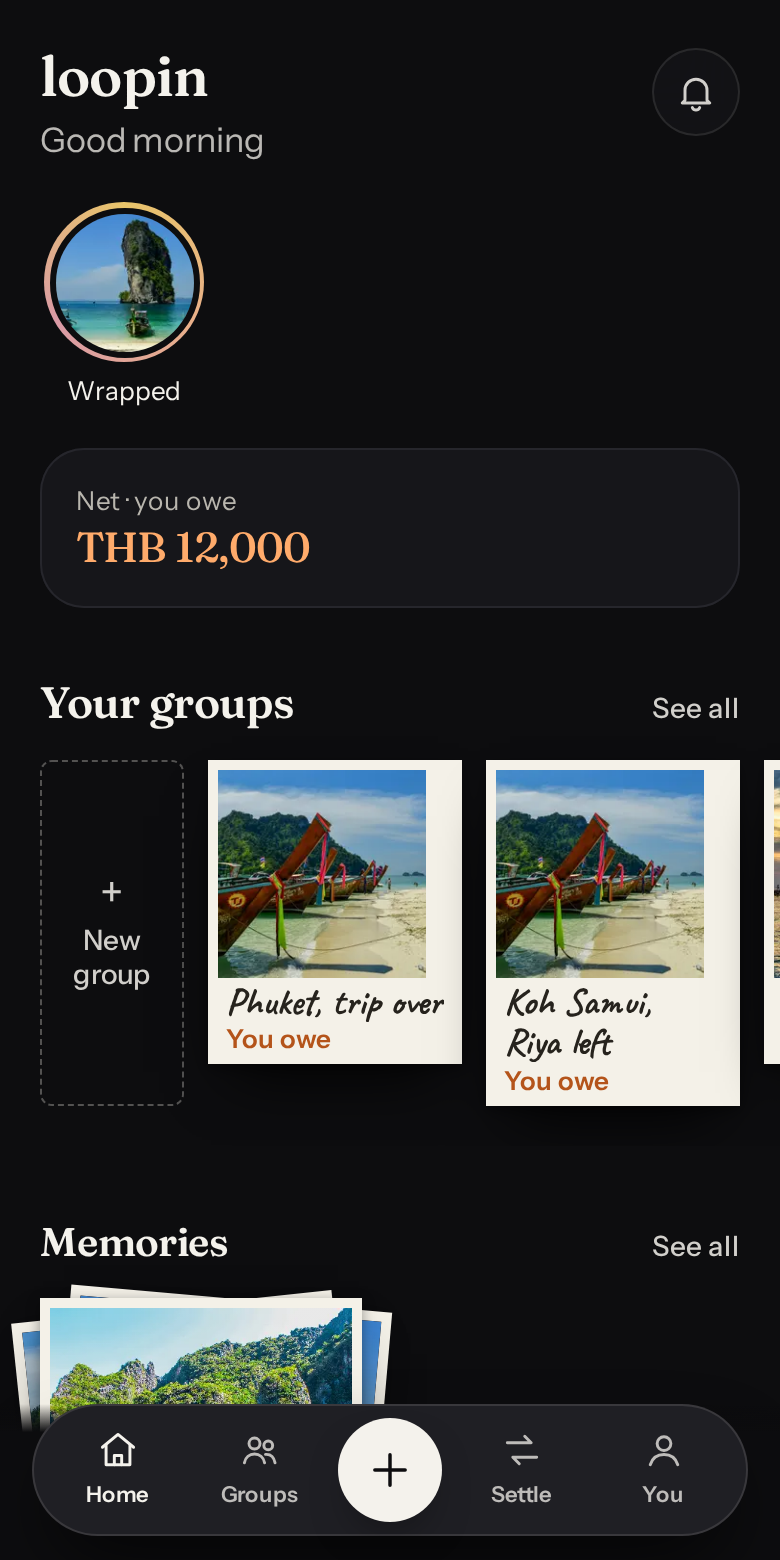 loopin
Good morning
Wrapped
Net · you owe
THB 12,000
Your groups
See all
+
New
group
Phuket, trip over
You owe
Koh Samui,
Riya left
You owe
Memories
See all
Home
Groups
Settle
You